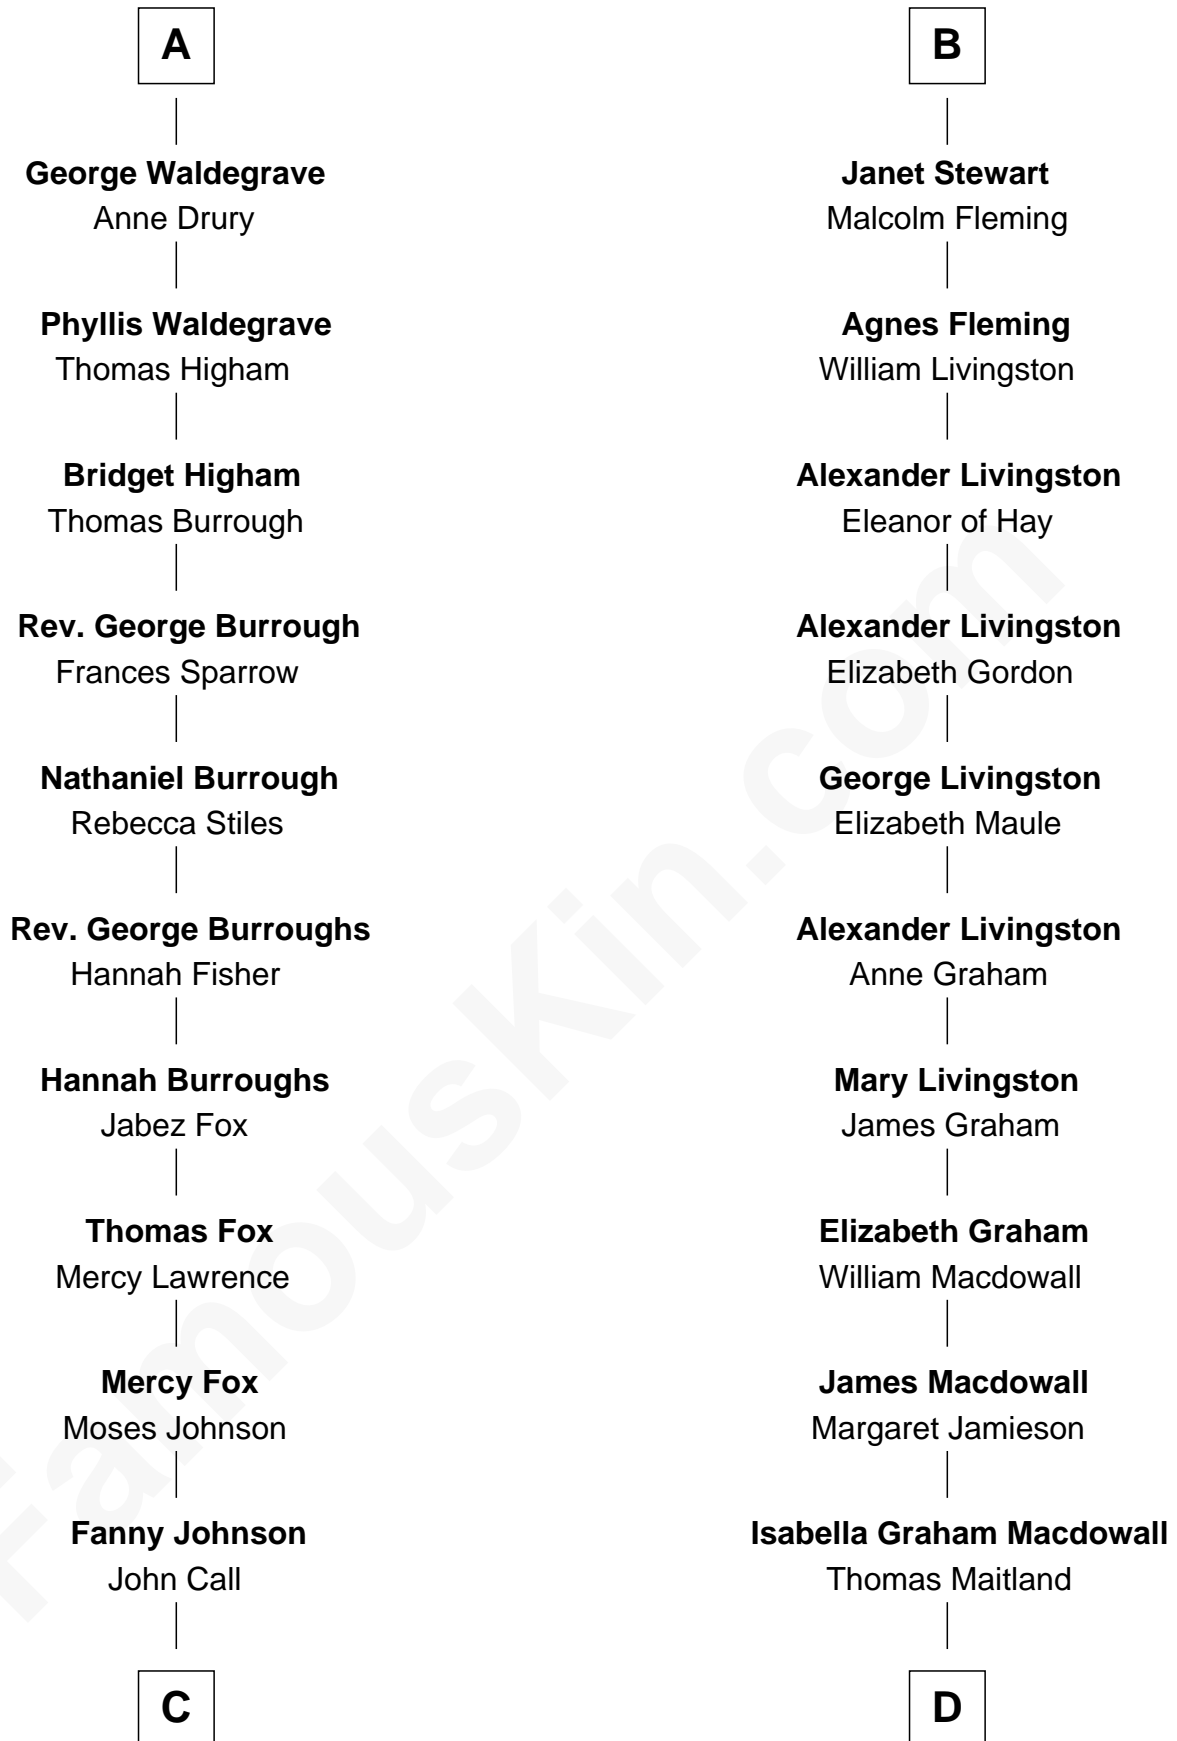 A
George Waldegrave
Anne Drury
Phyllis Waldegrave
Thomas Higham
Bridget Higham
Thomas Burrough
Rev. George Burrough
Frances Sparrow
Nathaniel Burrough
Rebecca Stiles
Rev. George Burroughs
Hannah Fisher
Hannah Burroughs
Jabez Fox
Thomas Fox
Mercy Lawrence
Mercy Fox
Moses Johnson
Fanny Johnson
John Call
C
B
Janet Stewart
Malcolm Fleming
Agnes Fleming
William Livingston
Alexander Livingston
Eleanor of Hay
Alexander Livingston
Elizabeth Gordon
George Livingston
Elizabeth Maule
Alexander Livingston
Anne Graham
Mary Livingston
James Graham
Elizabeth Graham
William Macdowall
James Macdowall
Margaret Jamieson
Isabella Graham Macdowall
Thomas Maitland
D
FamousKin.com